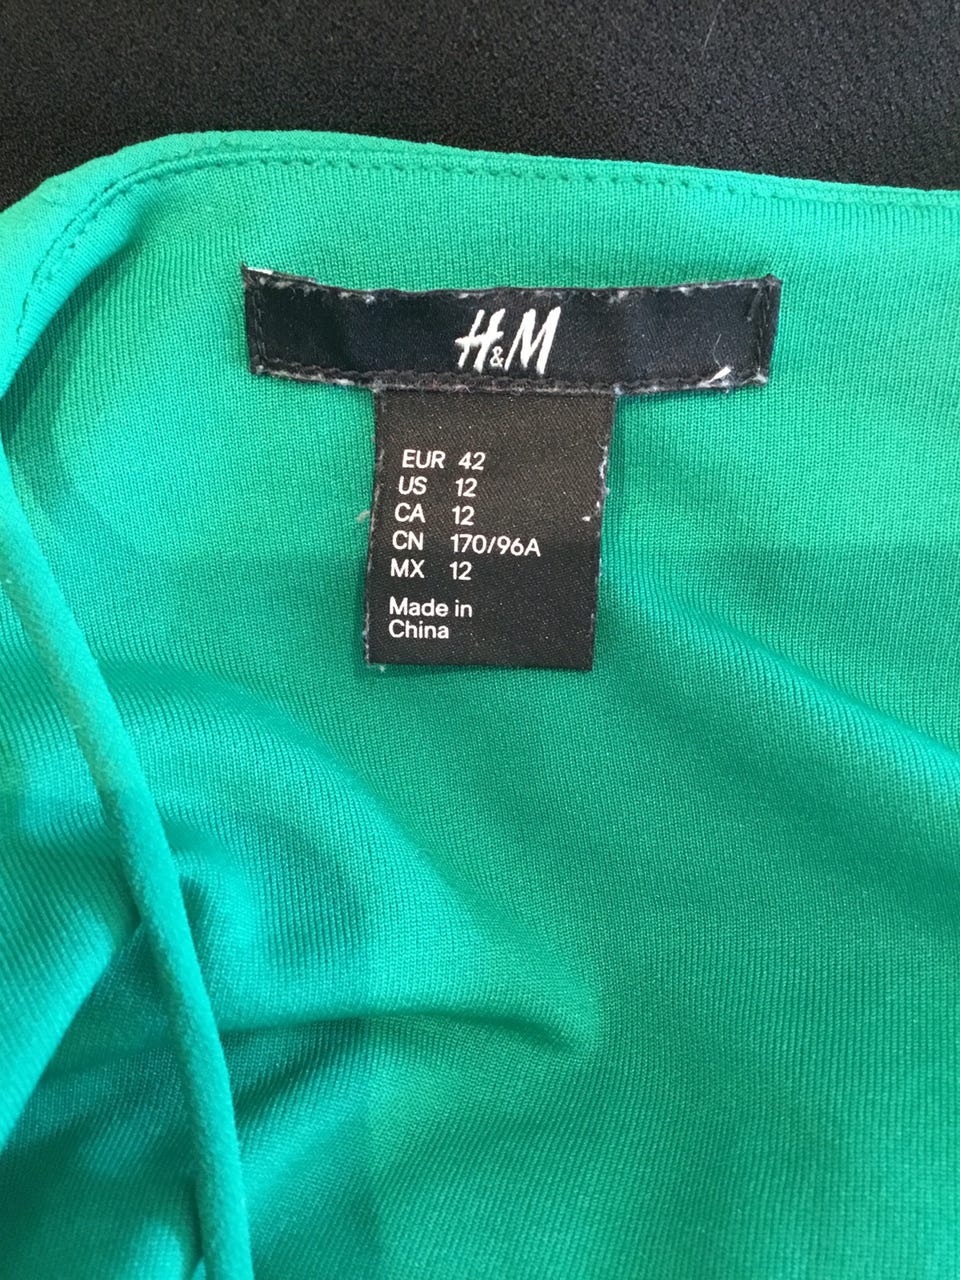 H&M
EUR 42
US 12
CA 12
CN 170/96A
MX 12
Made in
China